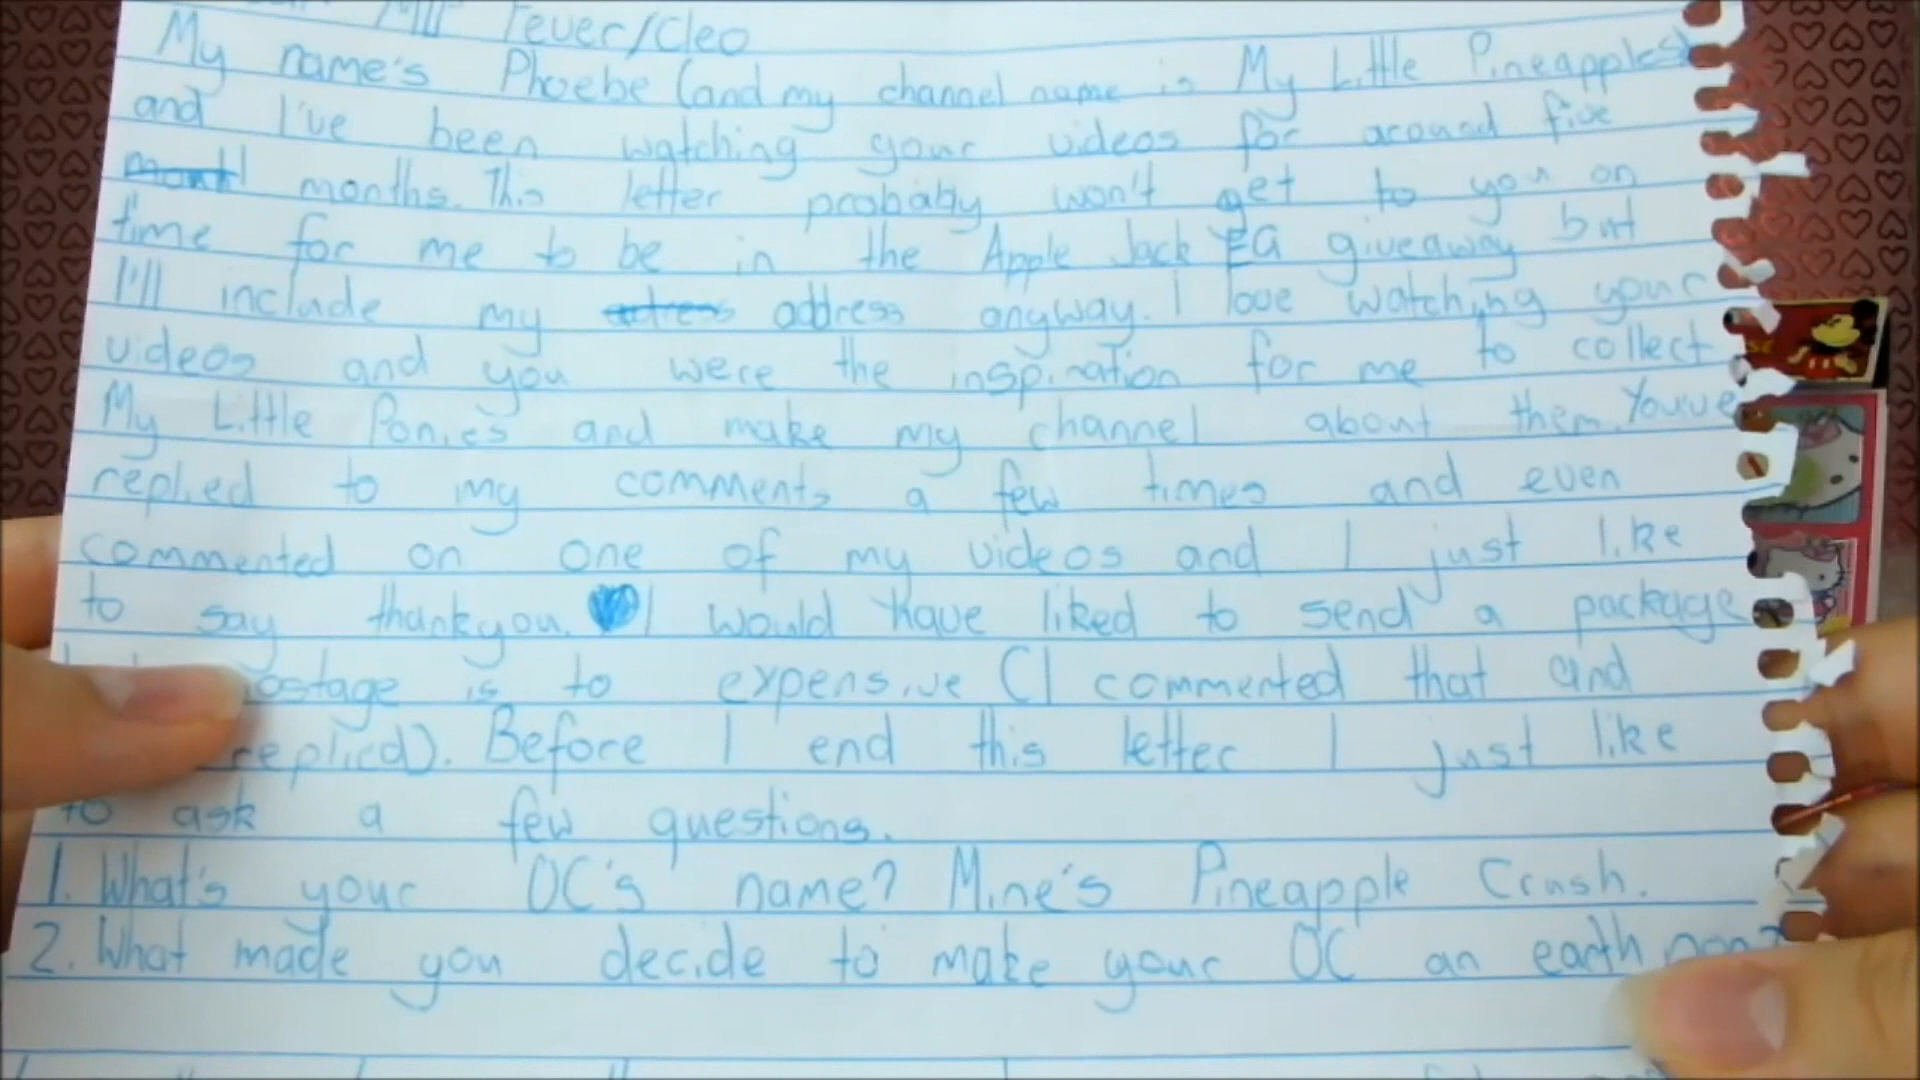 MLP Fever/Cleo
My name's Phoebe (and my channel name is My Little Pineapples)
and I've been watching your videos for around five
months. This letter probably won't get to you on
time for me to be in the Apple Jack EG giveaway but
I'll include my address anyway. I love watching your
videos and you were the inspiration for me to collect
My Little Ponies and make my channel about them. Youve
replied to my comments a few times and even
commented on one of my videos and I just like
to say thankyou. I would have liked to send a package
postage is to expensive (I commented that and
replied). Before I end this letter I just like
to ask a few questions.
1. What's your OC's name? Mine's Pineapple Crush.
2. What made you decide to make your OC an earth pony?